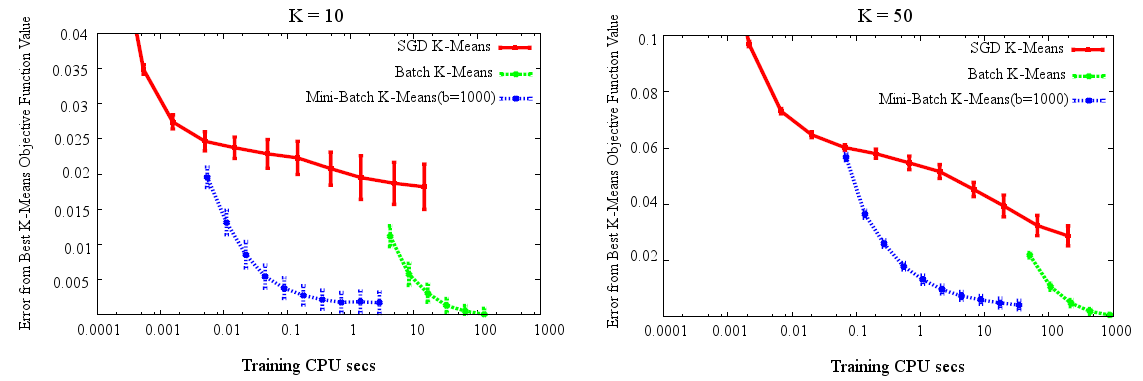 K = 10
Error from Best K-Means Objective Function Value
0.04
0.035
0.03
0.025
0.02
0.015
0.01
0.005
SGD K-Means
Batch K-Means
Mini-Batch K-Means(b=1000)
0.0001 0.001 0.01 0.1 1 10 100 1000
Training CPU secs
K = 50
Error from Best K-Means Objective Function Value
0.1
0.08
0.06
0.04
0.02
SGD K-Means
Batch K-Means
Mini-Batch K-Means(b=1000)
0.0001 0.001 0.01 0.1 1 10 100 1000
Training CPU secs